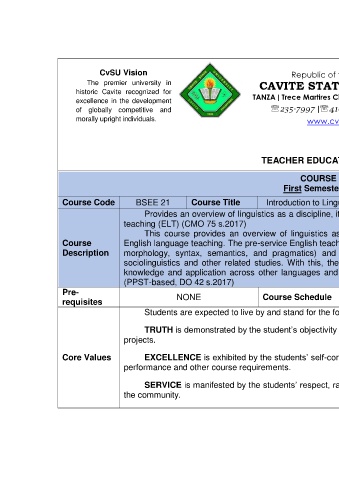 CvSU Vision
The premier university in
historic Cavite recognized for
excellence in the development
of globally competitive and
morally upright individuals.
Republic of
CAVITE STAT
TANZA | Trece Martires C
☏235-7997 |☏41
www.cv
TEACHER EDUCA
COURSE
First Semeste
Course Code BSEE 21 Course Title Introduction to Lingu
Course
Description
Provides an overview of linguistics as a discipline, it
teaching (ELT) (CMO 75 s.2017)
This course provides an overview of linguistics as
English language teaching. The pre-service English teach
morphology, syntax, semantics, and pragmatics) and
sociolinguistics and other related studies. With this, the
knowledge and application across other languages and
(PPST-based, DO 42 s.2017)
Pre-
requisites
NONE Course Schedule
Core Values
Students are expected to live by and stand for the fo
TRUTH is demonstrated by the student's objectivity
projects.
EXCELLENCE is exhibited by the students' self-con
performance and other course requirements.
SERVICE is manifested by the students' respect, ra
the community.